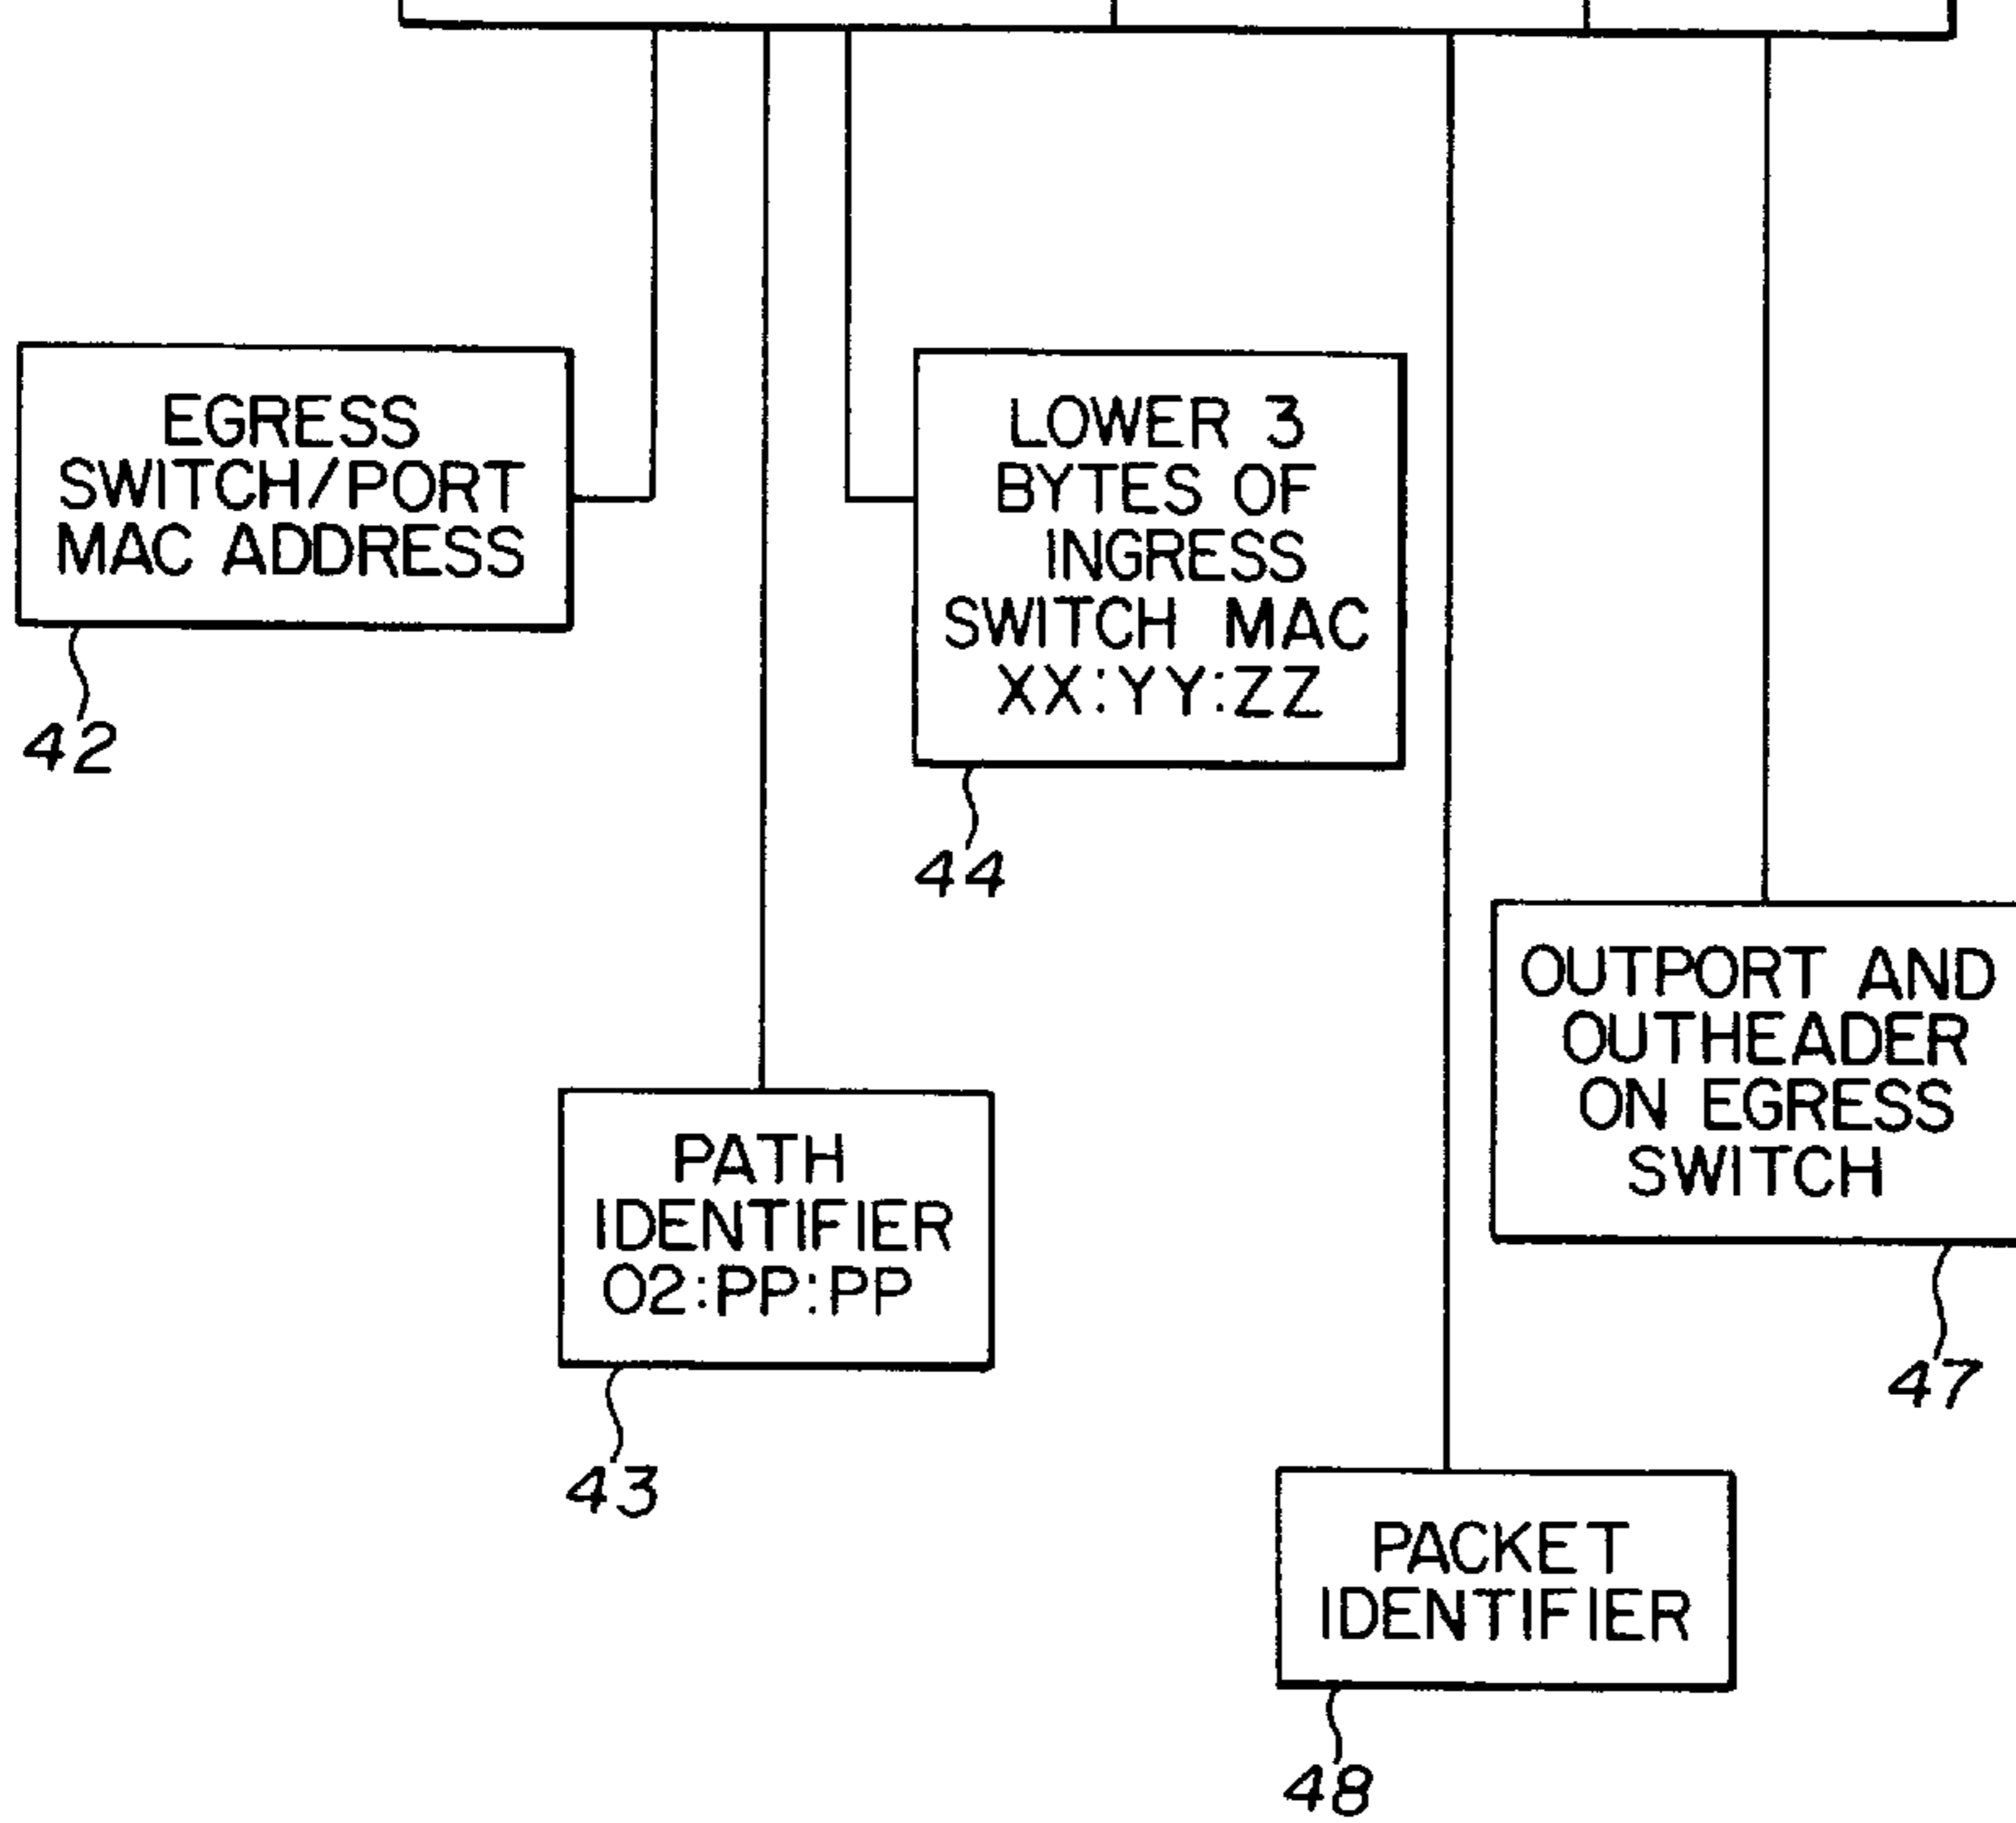 EGRESS
SWITCH/PORT
MAC ADDRESS
42
LOWER 3
BYTES OF
INGRESS
SWITCH MAC
XX:YY:ZZ
44
OUTPORT AND
OUTHEADER
ON EGRESS
SWITCH
47
PATH
IDENTIFIER
02:PP:PP
43
PACKET
IDENTIFIER
48